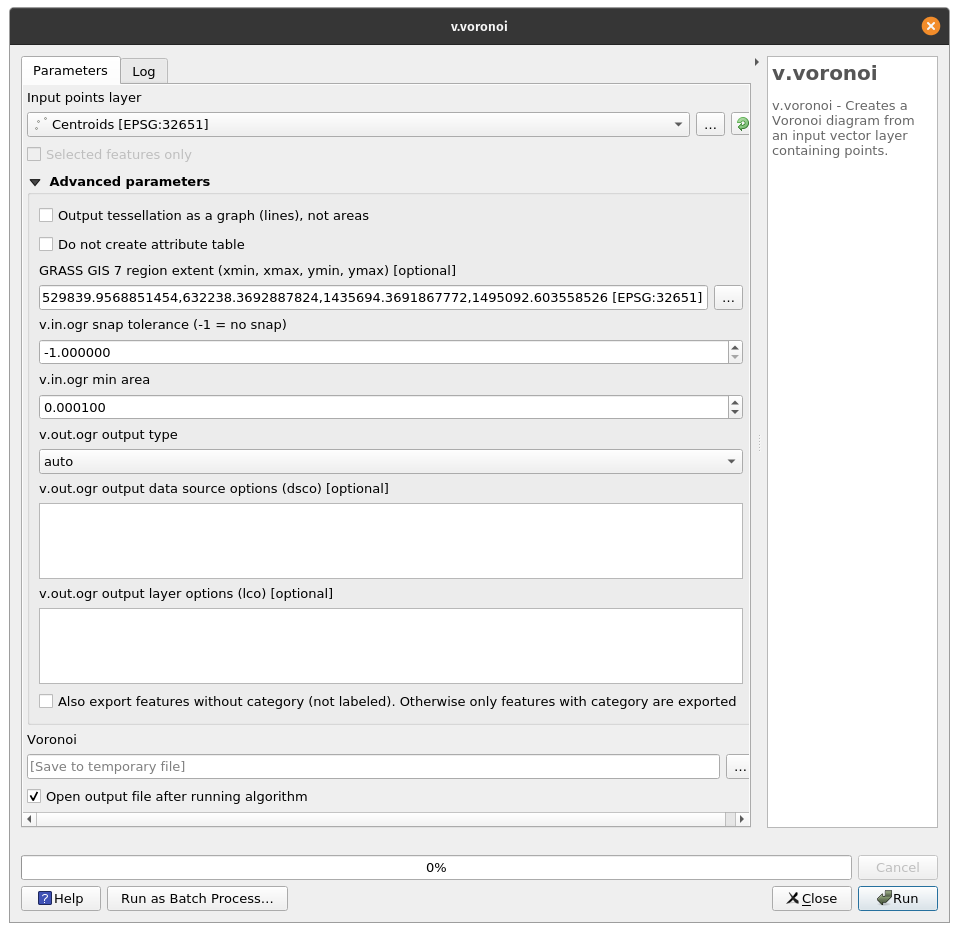 v.voronoi
Parameters
Log
Input points layer
Centroids [EPSG:32651]
...
Selected features only
Advanced parameters
Output tessellation as a graph (lines), not areas
Do not create attribute table
GRASS GIS 7 region extent (xmin, xmax, ymin, ymax) [optional]
529839.9568851454,632238.3692887824,1435694.3691867772,1495092.603558526 [EPSG:32651]
...
v.in.ogr snap tolerance (-1 = no snap)
-1.000000
v.in.ogr min area
0.000100
v.out.ogr output type
auto
v.out.ogr output data source options (dsco) [optional]
v.out.ogr output layer options (lco) [optional]
Also export features without category (not labeled). Otherwise only features with category are exported
Voronoi
[Save to temporary file]
...
Open output file after running algorithm
v.voronoi
v.voronoi - Creates a
Voronoi diagram from
an input vector layer
containing points.
0%
Cancel
Help
Run as Batch Process...
Close
Run